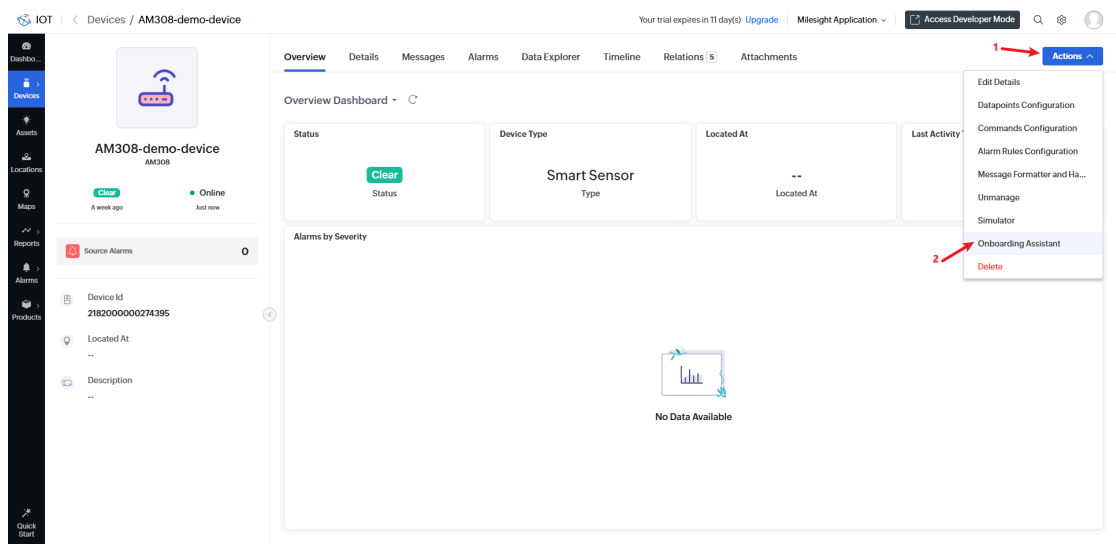 IOT
Devices / AM308-demo-device
Your trial expires in 11 day(s) Upgrade
Milesight Application
Access Developer Mode
Dashbo...
Devices
Assets
Locations
Maps
Reports
Alarms
Products
Quick
Start
AM308-demo-device
AM308
Clear
Online
A week ago
Just now
Source Alarms
0
Device Id
2182000000274395
Located At
--
Description
--
Overview
Details
Messages
Alarms
Data Explorer
Timeline
Relations 5
Attachments
1
Actions
Overview Dashboard
Status
Clear
Status
Device Type
Smart Sensor
Type
Located At
--
Located At
Last Activity
Alarms by Severity
No Data Available
Edit Details
Datapoints Configuration
Commands Configuration
Alarm Rules Configuration
Message Formatter and Ha...
Unmanage
Simulator
Onboarding Assistant
2
Delete